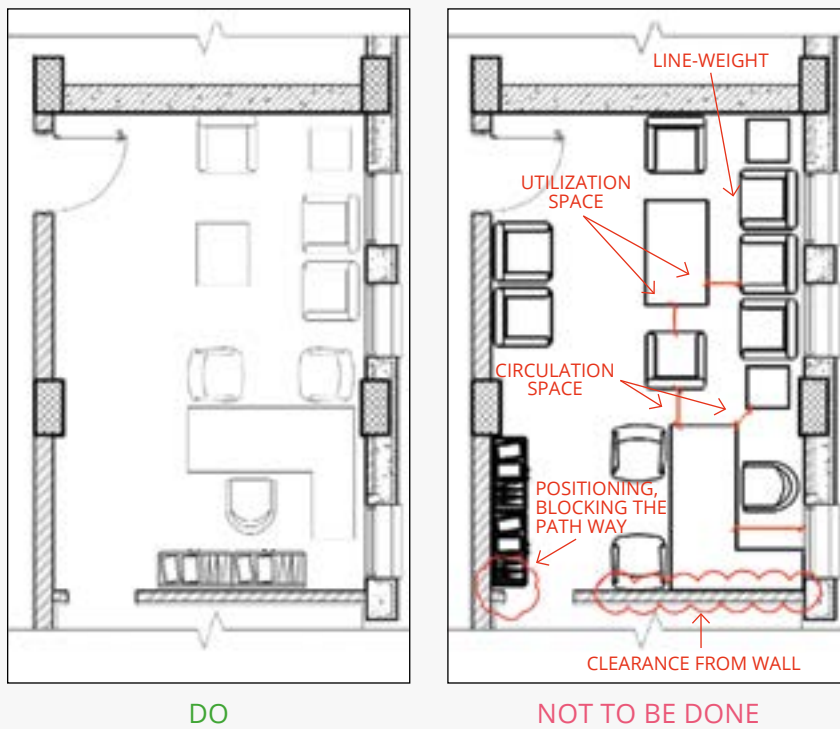 LINE-WEIGHT
UTILIZATION
SPACE
CIRCULATION
SPACE
POSITIONING,
BLOCKING THE
PATH WAY
CLEARANCE FROM WALL
DO
NOT TO BE DONE